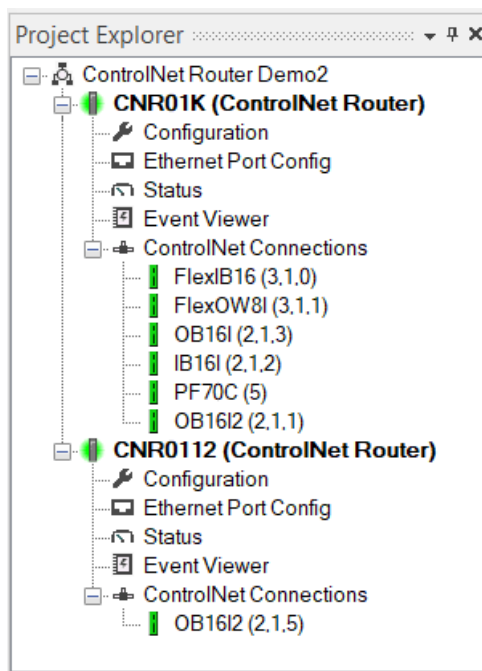 Project Explorer
ControlNet Router Demo2
CNR01K (ControlNet Router)
Configuration
Ethernet Port Config
Status
Event Viewer
ControlNet Connections
FlexIB16 (3,1,0)
FlexOW8I (3,1,1)
OB16I (2,1,3)
IB16I (2,1,2)
PF70C (5)
OB16I2 (2,1,1)
CNR0112 (ControlNet Router)
Configuration
Ethernet Port Config
Status
Event Viewer
ControlNet Connections
OB16I2 (2,1,5)